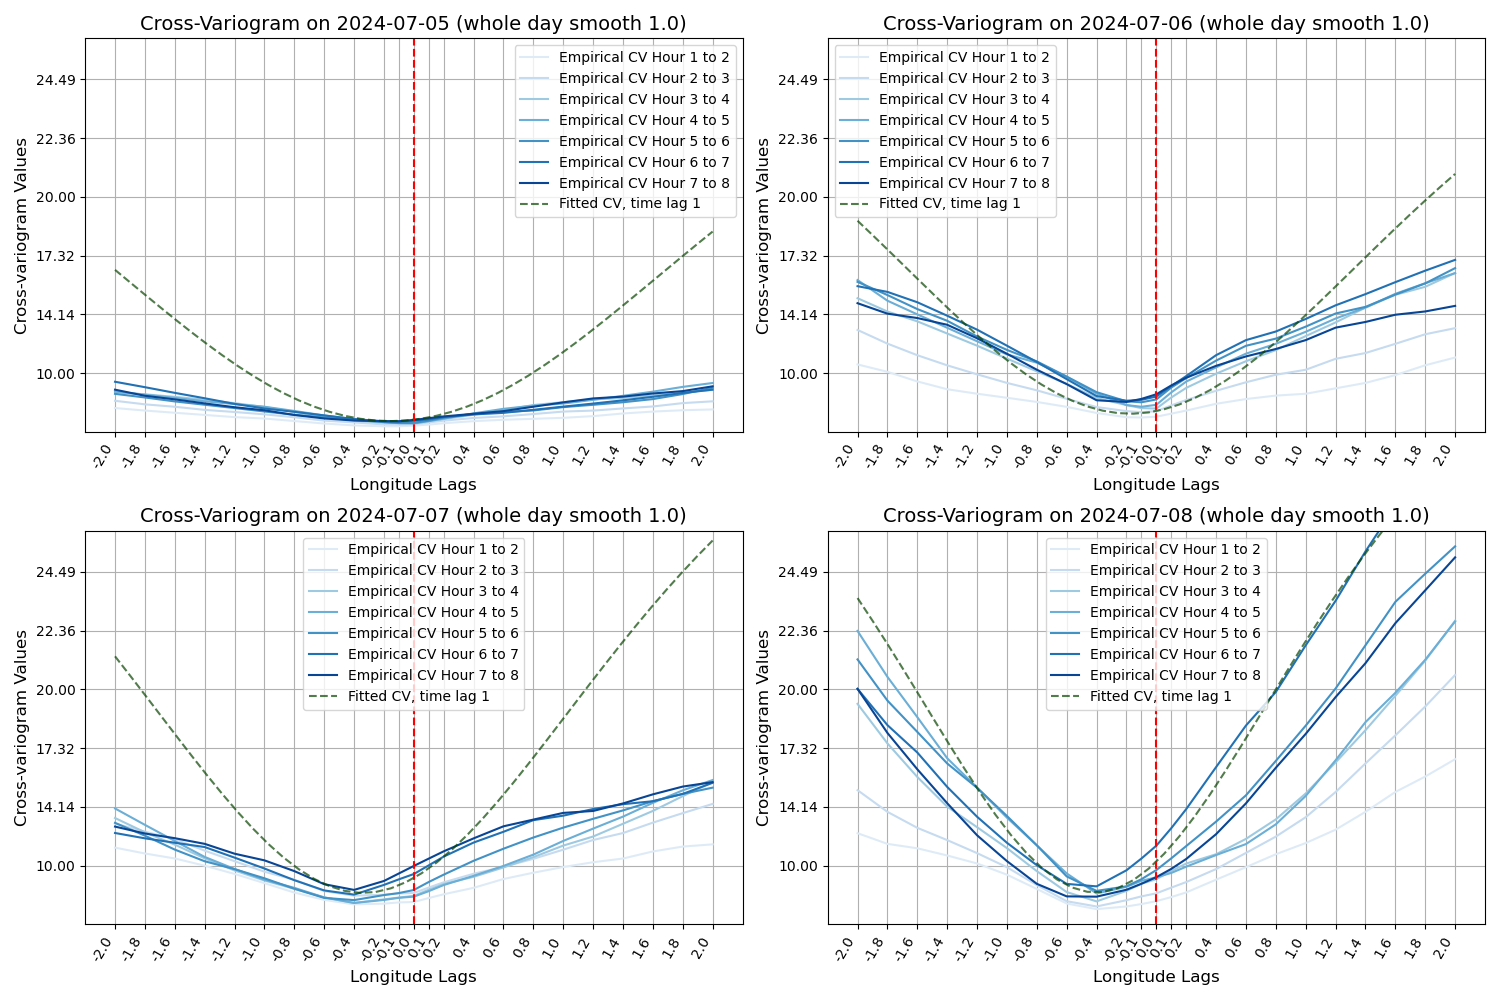 Cross-Variogram on 2024-07-05 (whole day smooth 1.0)
Cross-variogram Values
24.49
22.36
20.00
17.32
14.14
10.00
Empirical CV Hour 1 to 2
Empirical CV Hour 2 to 3
Empirical CV Hour 3 to 4
Empirical CV Hour 4 to 5
Empirical CV Hour 5 to 6
Empirical CV Hour 6 to 7
Empirical CV Hour 7 to 8
Fitted CV, time lag 1
-2.0 -1.8 -1.6 -1.4 -1.2 -1.0 -0.8 -0.6 -0.4 -0.2 -0.1 0.0 0.1 0.2 0.4 0.6 0.8 1.0 1.2 1.4 1.6 1.8 2.0
Longitude Lags
Cross-Variogram on 2024-07-06 (whole day smooth 1.0)
Cross-variogram Values
24.49
22.36
20.00
17.32
14.14
10.00
Empirical CV Hour 1 to 2
Empirical CV Hour 2 to 3
Empirical CV Hour 3 to 4
Empirical CV Hour 4 to 5
Empirical CV Hour 5 to 6
Empirical CV Hour 6 to 7
Empirical CV Hour 7 to 8
Fitted CV, time lag 1
-2.0 -1.8 -1.6 -1.4 -1.2 -1.0 -0.8 -0.6 -0.4 -0.2 -0.1 0.0 0.1 0.2 0.4 0.6 0.8 1.0 1.2 1.4 1.6 1.8 2.0
Longitude Lags
Cross-Variogram on 2024-07-07 (whole day smooth 1.0)
Cross-variogram Values
24.49
22.36
20.00
17.32
14.14
10.00
Empirical CV Hour 1 to 2
Empirical CV Hour 2 to 3
Empirical CV Hour 3 to 4
Empirical CV Hour 4 to 5
Empirical CV Hour 5 to 6
Empirical CV Hour 6 to 7
Empirical CV Hour 7 to 8
Fitted CV, time lag 1
-2.0 -1.8 -1.6 -1.4 -1.2 -1.0 -0.8 -0.6 -0.4 -0.2 -0.1 0.0 0.1 0.2 0.4 0.6 0.8 1.0 1.2 1.4 1.6 1.8 2.0
Longitude Lags
Cross-Variogram on 2024-07-08 (whole day smooth 1.0)
Cross-variogram Values
24.49
22.36
20.00
17.32
14.14
10.00
Empirical CV Hour 1 to 2
Empirical CV Hour 2 to 3
Empirical CV Hour 3 to 4
Empirical CV Hour 4 to 5
Empirical CV Hour 5 to 6
Empirical CV Hour 6 to 7
Empirical CV Hour 7 to 8
Fitted CV, time lag 1
-2.0 -1.8 -1.6 -1.4 -1.2 -1.0 -0.8 -0.6 -0.4 -0.2 -0.1 0.0 0.1 0.2 0.4 0.6 0.8 1.0 1.2 1.4 1.6 1.8 2.0
Longitude Lags